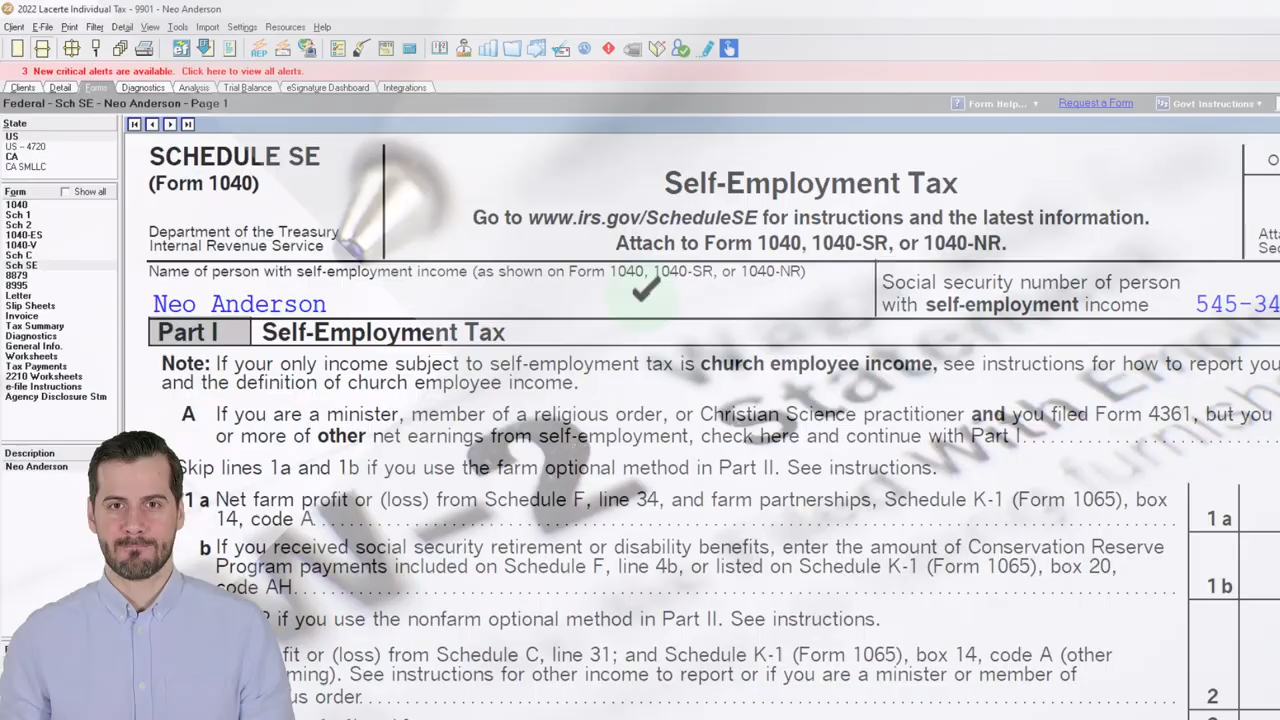 2022 Lacerte Individual Tax - 9901 - Neo Anderson
Client E-File Print Filter Detail View Tools Import Settings Resources Help
3 New critical alerts are available. Click here to view all alerts.
Clients Detail Forms Diagnostics Analysis Trial Balance eSignature Dashboard Integrations
Federal - Sch SE - Neo Anderson - Page 1
Form Help... Request a Form Govt Instructions
State
US
US - 4720
CA
CA SMLLC
Form Show all
1040
Sch 1
Sch 2
1040-ES
1040-V
Sch C
Sch SE
8879
8995
Letter
Slip Sheets
Invoice
Tax Summary
Diagnostics
General Info.
Worksheets
Tax Payments
2210 Worksheets
e-file Instructions
Agency Disclosure Stm
Description
Neo Anderson
SCHEDULE SE
(Form 1040)
Department of the Treasury
Internal Revenue Service
Self-Employment Tax
Go to www.irs.gov/ScheduleSE for instructions and the latest information.
Attach to Form 1040, 1040-SR, or 1040-NR.
Name of person with self-employment income (as shown on Form 1040, 1040-SR, or 1040-NR)
Neo Anderson
Social security number of person
with self-employment income 545-34
Part I Self-Employment Tax
Note: If your only income subject to self-employment tax is church employee income, see instructions for how to report you
and the definition of church employee income.
A If you are a minister, member of a religious order, or Christian Science practitioner and you filed Form 4361, but you
or more of other net earnings from self-employment, check here and continue with Part I
Skip lines 1a and 1b if you use the farm optional method in Part II. See instructions.
1 a Net farm profit or (loss) from Schedule F, line 34, and farm partnerships, Schedule K-1 (Form 1065), box
14, code A 1 a
b If you received social security retirement or disability benefits, enter the amount of Conservation Reserve
Program payments included on Schedule F, line 4b, or listed on Schedule K-1 (Form 1065), box 20,
code AH 1 b
if you use the nonfarm optional method in Part II. See instructions.
fit or (loss) from Schedule C, line 31; and Schedule K-1 (Form 1065), box 14, code A (other
ming). See instructions for other income to report or if you are a minister or member of
us order 2
W-2